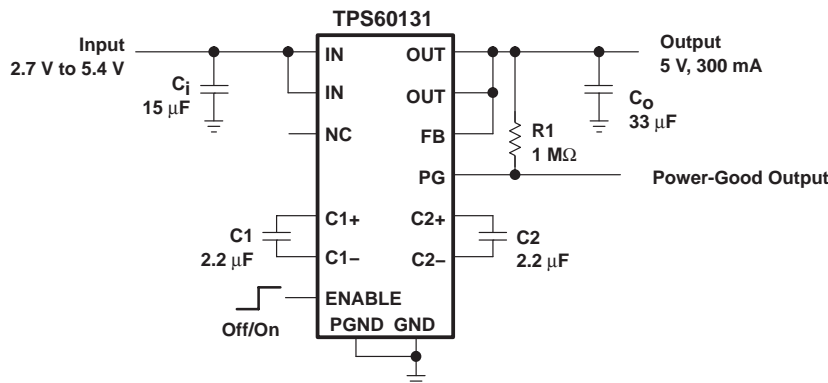 TPS60131
Input
2.7 V to 5.4 V
Ci
15 μF
IN
IN
NC
C1
2.2 μF
C1+
C1−
ENABLE
Off/On
PGND GND
OUT
OUT
FB
PG
C2+
C2−
C2
2.2 μF
R1
1 MΩ
Co
33 μF
Output
5 V, 300 mA
Power-Good Output